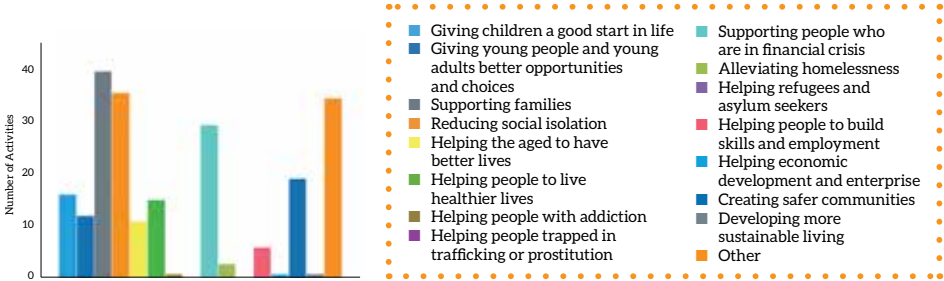 Number of Activities
40
30
20
10
0
Giving children a good start in life
Giving young people and young
adults better opportunities
and choices
Supporting families
Reducing social isolation
Helping the aged to have
better lives
Helping people to live
healthier lives
Helping people with addiction
Helping people trapped in
trafficking or prostitution
Supporting people who
are in financial crisis
Alleviating homelessness
Helping refugees and
asylum seekers
Helping people to build
skills and employment
Helping economic
development and enterprise
Creating safer communities
Developing more
sustainable living
Other